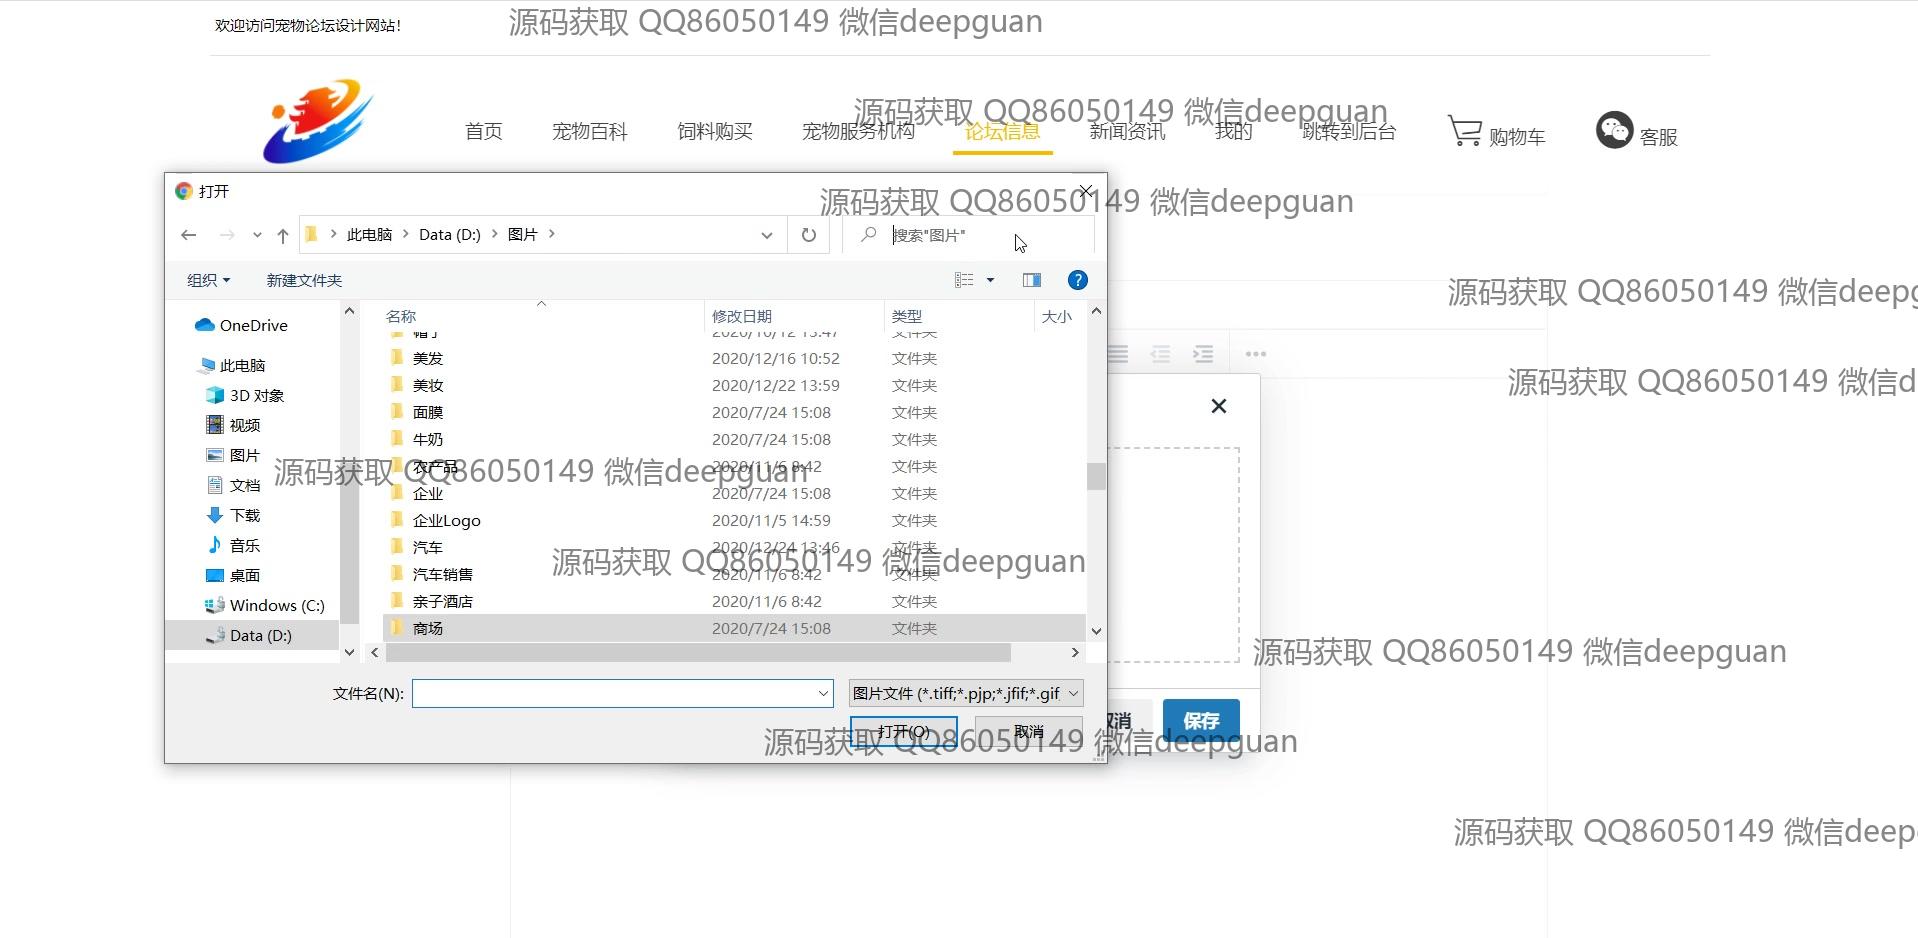 欢迎访问宠物论坛设计网站!
源码获取 QQ86050149 微信deepguan
源码获取 QQ86050149 微信deepguan
首页 宠物百科 饲料购买 宠物服务机构 论坛信息 新闻资讯 我的 跳转到后台 购物车 客服
打开
源码获取 QQ86050149 微信deepguan
此电脑 Data (D:) 图片 搜索"图片"
组织 新建文件夹
源码获取 QQ86050149 微信deepg
名称 修改日期 类型 大小
OneDrive
此电脑
3D 对象
视频
图片
文档
下载
音乐
桌面
Windows (C:)
Data (D:)
帽子 2020/10/12 15:47 文件夹
美发 2020/12/16 10:52 文件夹
美妆 2020/12/22 13:59 文件夹
面膜 2020/7/24 15:08 文件夹
牛奶 2020/7/24 15:08 文件夹
农产品 2020/11/6 8:42 文件夹
企业 2020/7/24 15:08 文件夹
企业Logo 2020/11/5 14:59 文件夹
汽车 2020/12/24 13:46 文件夹
汽车销售 2020/11/6 8:42 文件夹
亲子酒店 2020/11/6 8:42 文件夹
商场 2020/7/24 15:08 文件夹
源码获取 QQ86050149 微信d
源码获取 QQ86050149 微信deepguan
源码获取 QQ86050149 微信deepguan
源码获取 QQ86050149 微信deepguan
文件名(N): 图片文件 (*.tiff;*.pjp;*.jfif;*.gif
打开(O) 取消
取消 保存
源码获取 QQ86050149 微信deepguan
源码获取 QQ86050149 微信deep